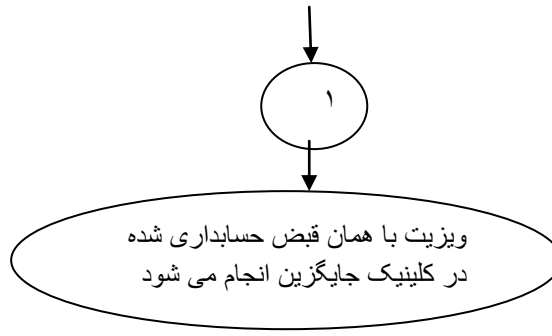 ۱
ویزیت با همان قبض حسابداری شده
در کلینیک جایگزین انجام می شود